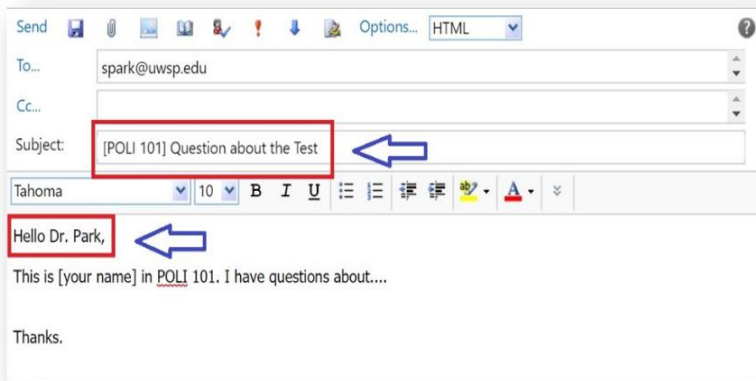 Send Options... HTML
To... spark@uwsp.edu
Cc...
Subject: [POLI 101] Question about the Test
Tahoma 10 B I U ab A
Hello Dr. Park,
This is [your name] in POLI 101. I have questions about....
Thanks.